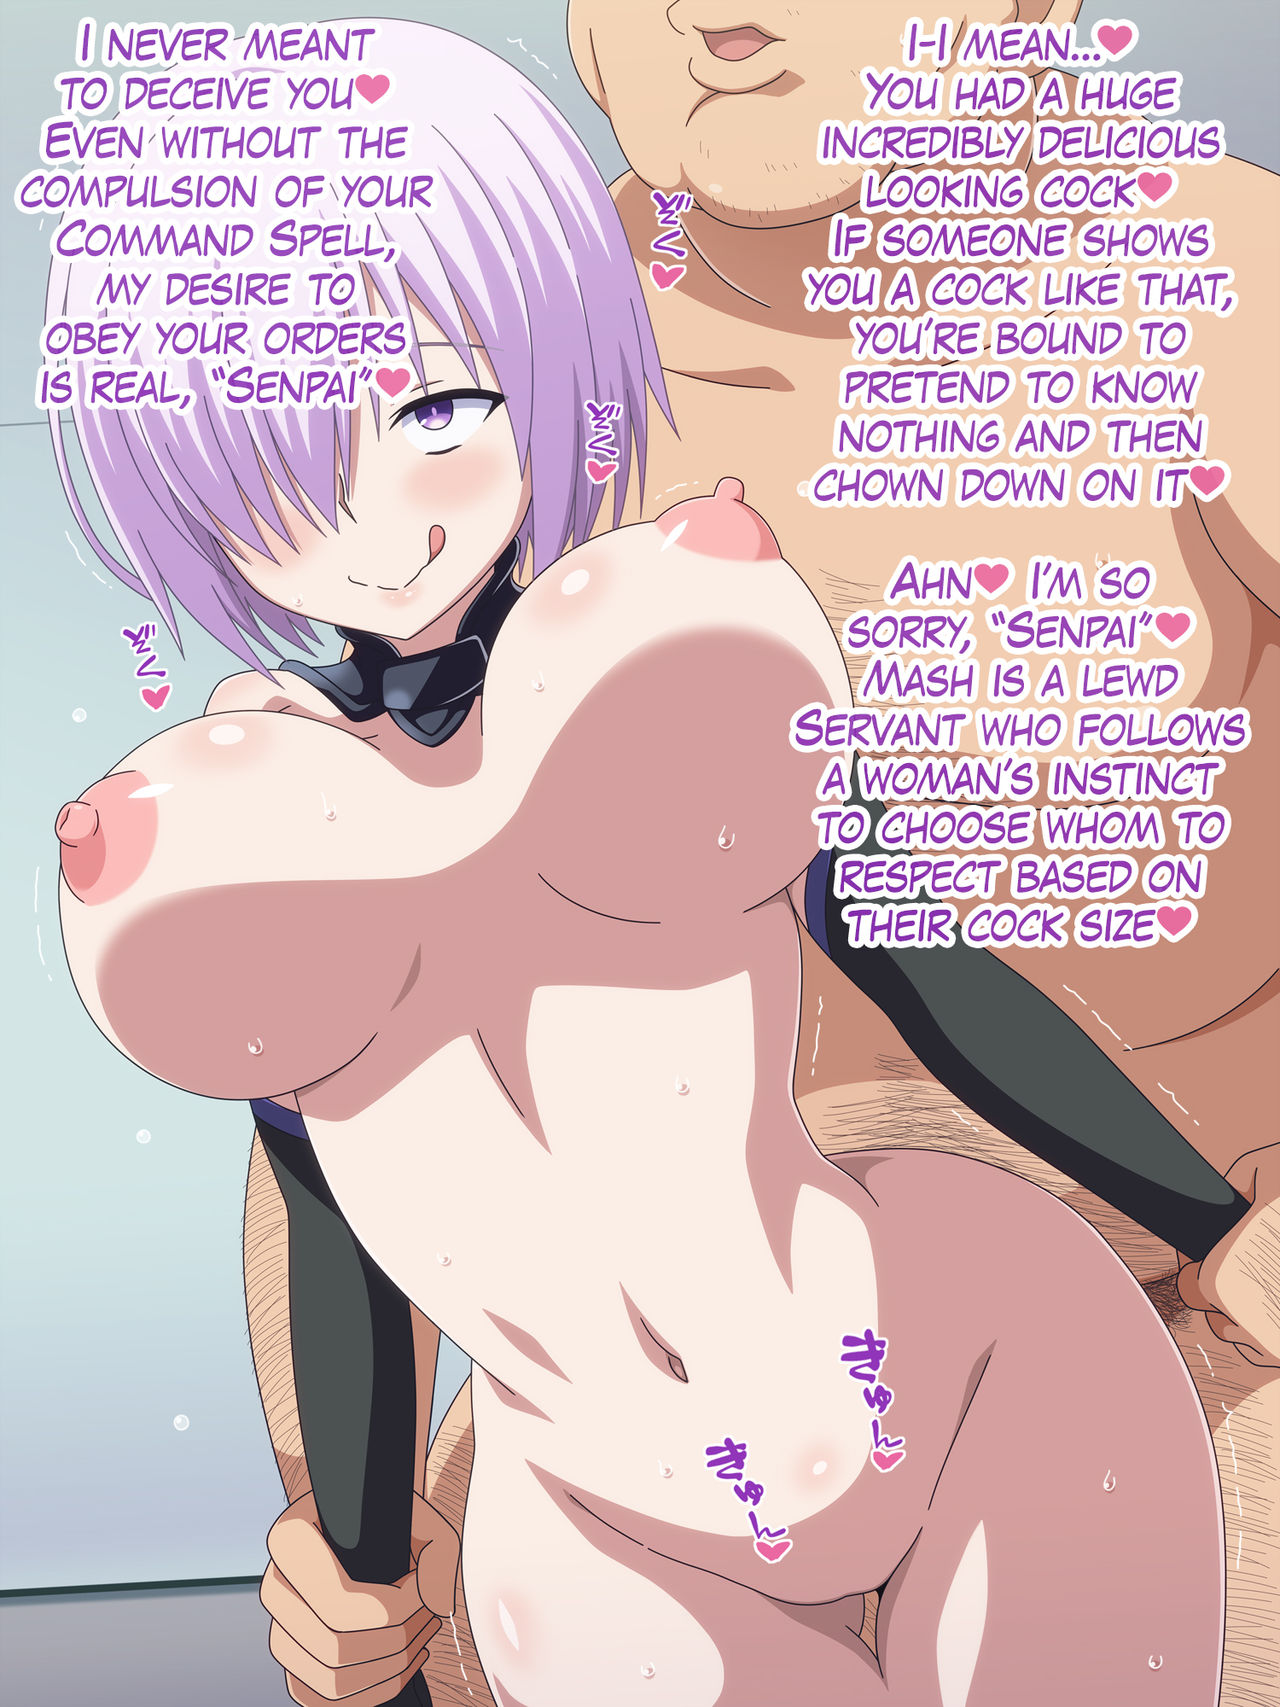 I NEVER MEANT
TO DECEIVE YOU♥
EVEN WITHOUT THE
COMPULSION OF YOUR
COMMAND SPELL,
MY DESIRE TO
OBEY YOUR ORDERS
IS REAL, "SENPAI"♥
I-I MEAN...♥
YOU HAD A HUGE
INCREDIBLY DELICIOUS
LOOKING COCK♥
IF SOMEONE SHOWS
YOU A COCK LIKE THAT,
YOU'RE BOUND TO
PRETEND TO KNOW
NOTHING AND THEN
CHOWN DOWN ON IT♥
AHN♥ I'M SO
SORRY, "SENPAI"♥
MASH IS A LEWD
SERVANT WHO FOLLOWS
A WOMAN'S INSTINCT
TO CHOOSE WHOM TO
RESPECT BASED ON
THEIR COCK SIZE♥
きゅん♥
きゅん♥